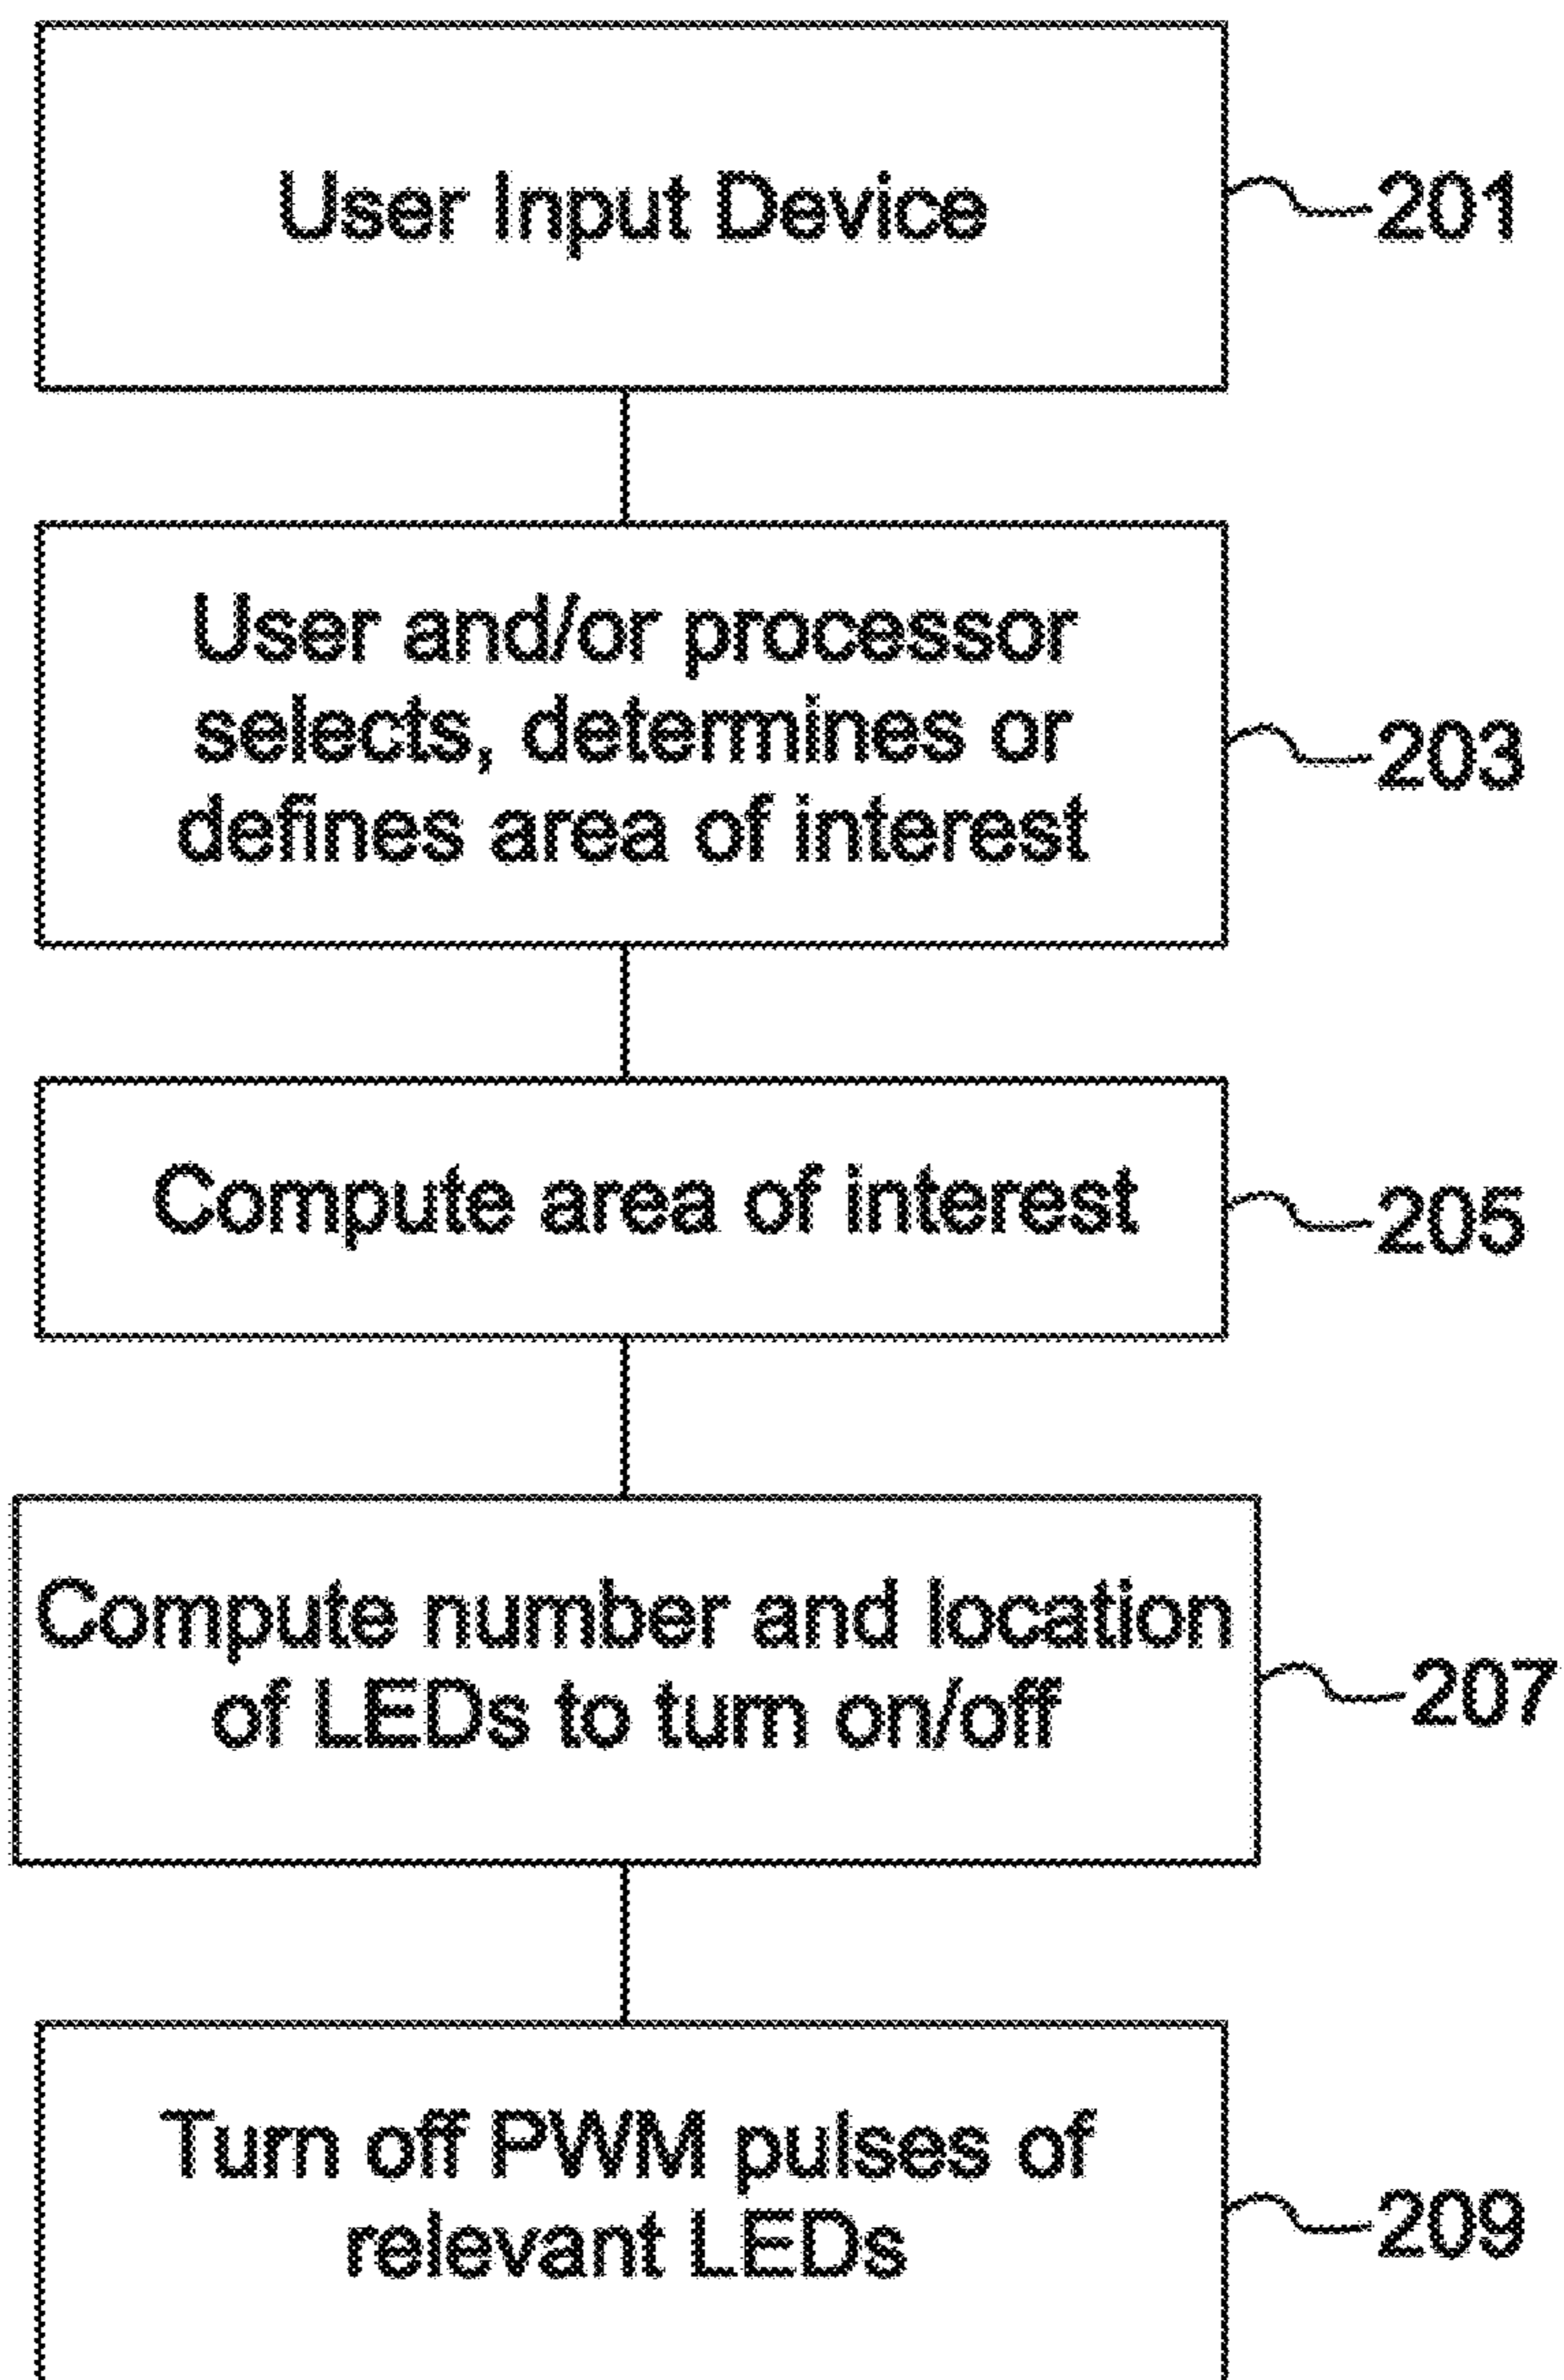 User Input Device
201
User and/or processor
selects, determines or
defines area of interest
203
Compute area of interest
205
Compute number and location
of LEDs to turn on/off
207
Turn off PWM pulses of
relevant LEDs
209